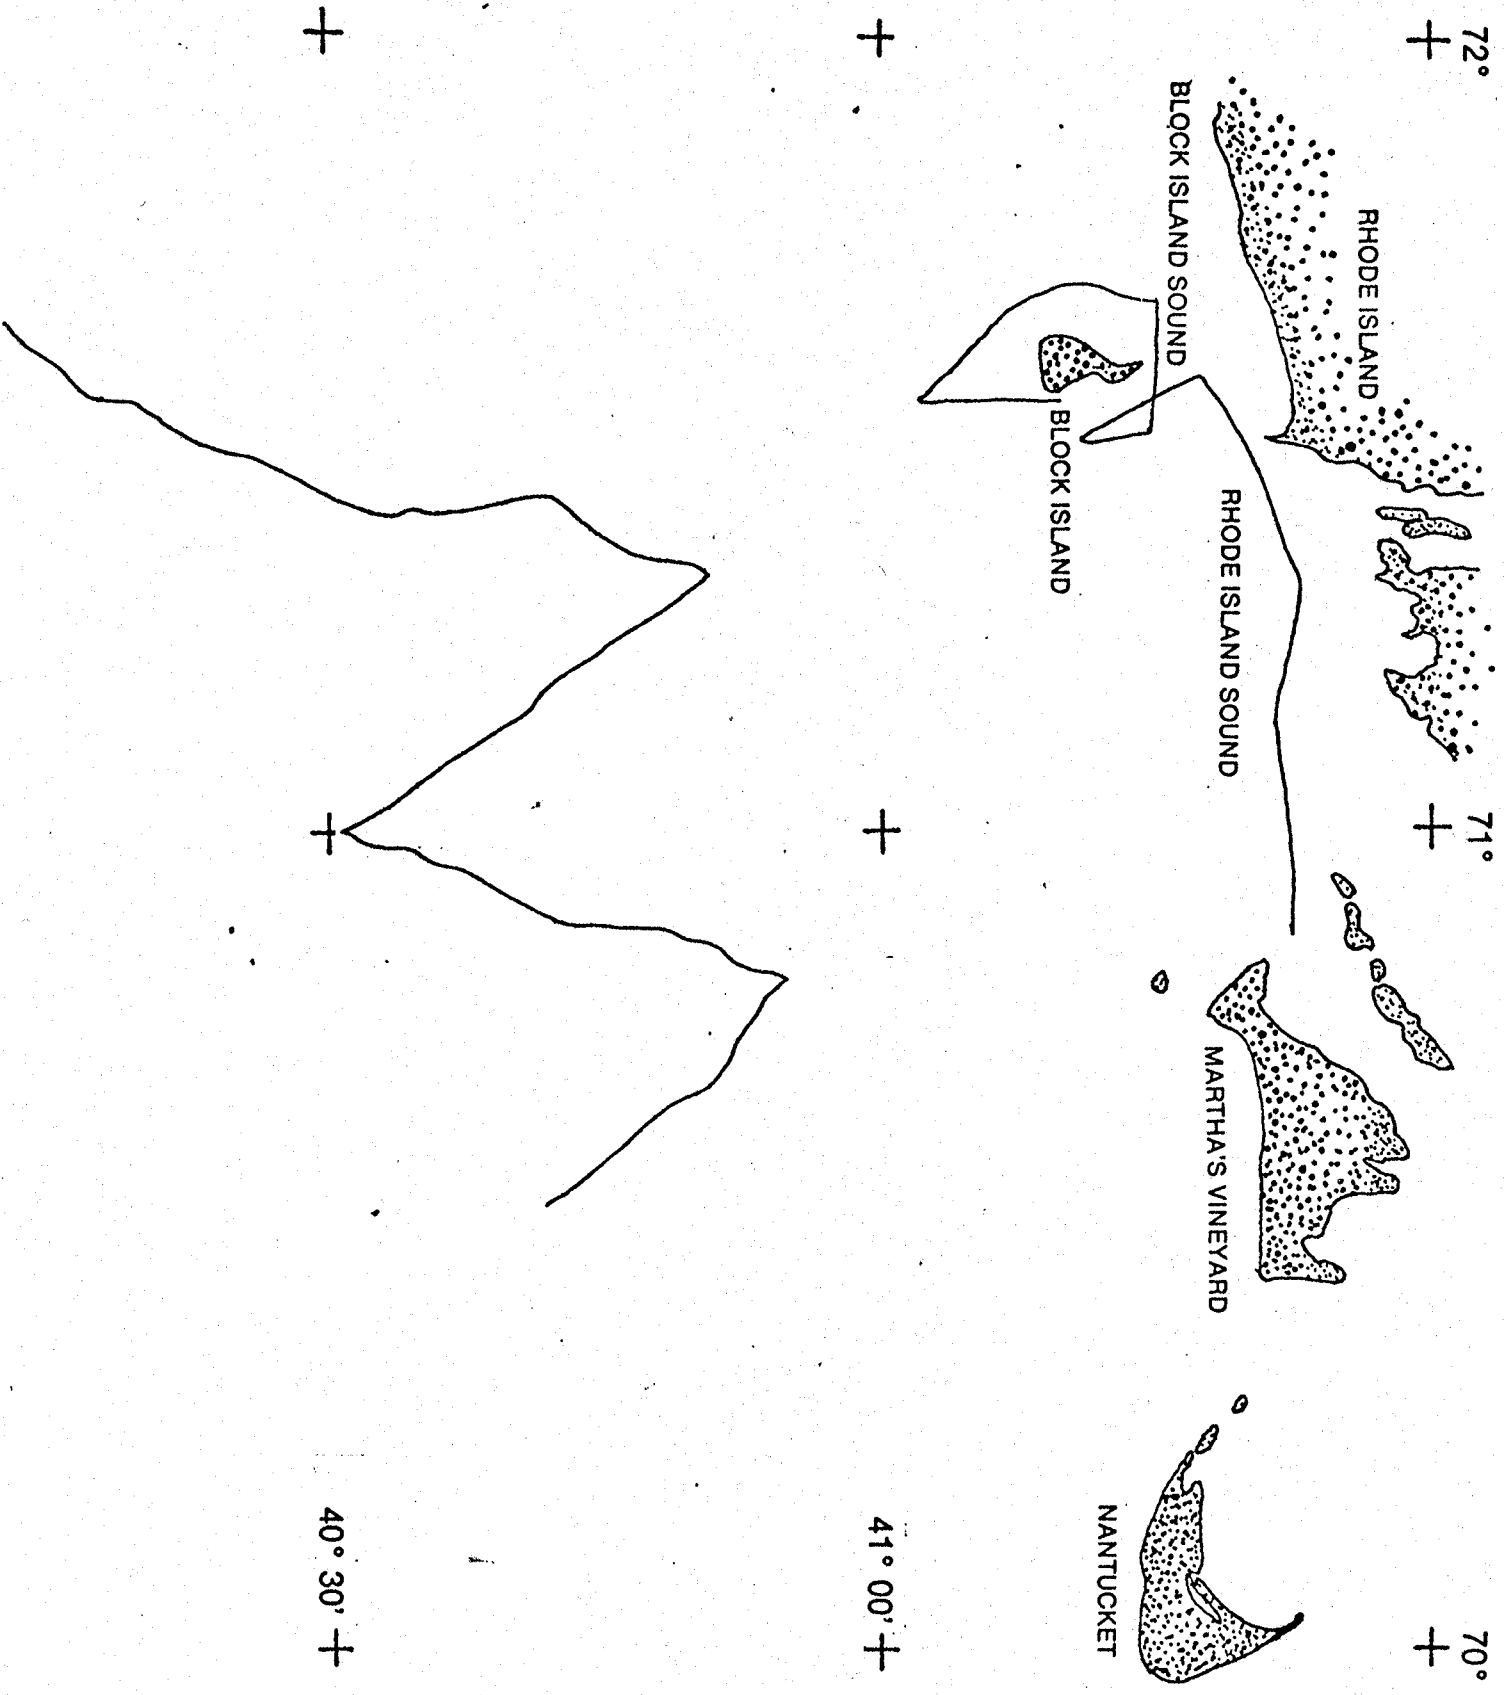 72°
71°
70°
RHODE ISLAND
BLOCK ISLAND SOUND
RHODE ISLAND SOUND
BLOCK ISLAND
MARTHA'S VINEYARD
NANTUCKET
41° 00'
40° 30'